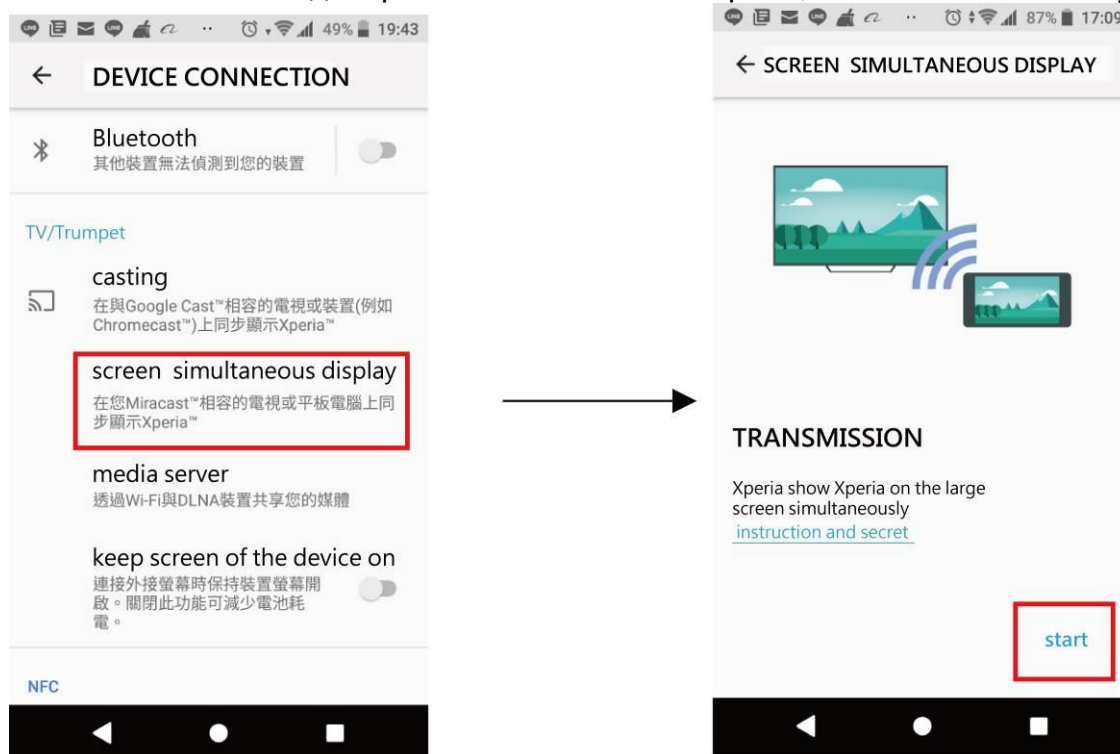 49% 19:43
DEVICE CONNECTION
Bluetooth
其他裝置無法偵測到您的裝置
TV/Trumpet
casting
在與Google Cast™相容的電視或裝置(例如
Chromecast™)上同步顯示Xperia™
screen simultaneous display
在您Miracast™相容的電視或平板電腦上同
步顯示Xperia™
media server
透過Wi-Fi與DLNA裝置共享您的媒體
keep screen of the device on
連接外接螢幕時保持裝置螢幕開
啟。關閉此功能可減少電池耗
電。
NFC
87% 17:09
SCREEN SIMULTANEOUS DISPLAY
TRANSMISSION
Xperia show Xperia on the large
screen simultaneously
instruction and secret
start